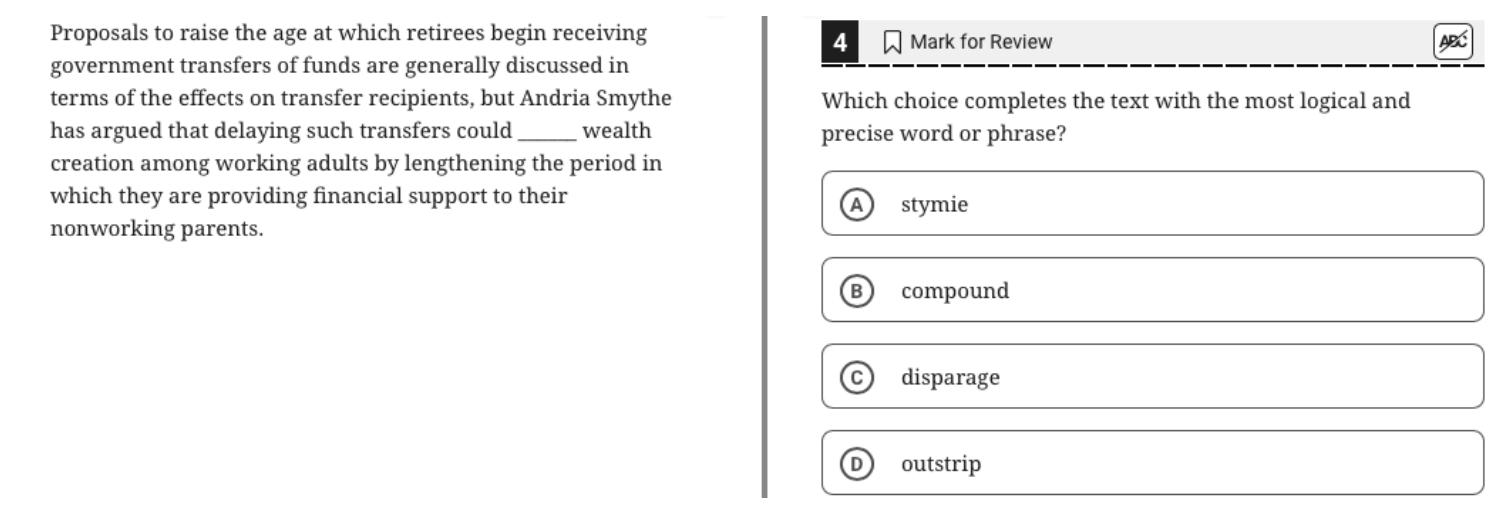 Proposals to raise the age at which retirees begin receiving
government transfers of funds are generally discussed in
terms of the effects on transfer recipients, but Andria Smythe
has argued that delaying such transfers could ______ wealth
creation among working adults by lengthening the period in
which they are providing financial support to their
nonworking parents.
4 Mark for Review ABC
Which choice completes the text with the most logical and
precise word or phrase?
A stymie
B compound
C disparage
D outstrip